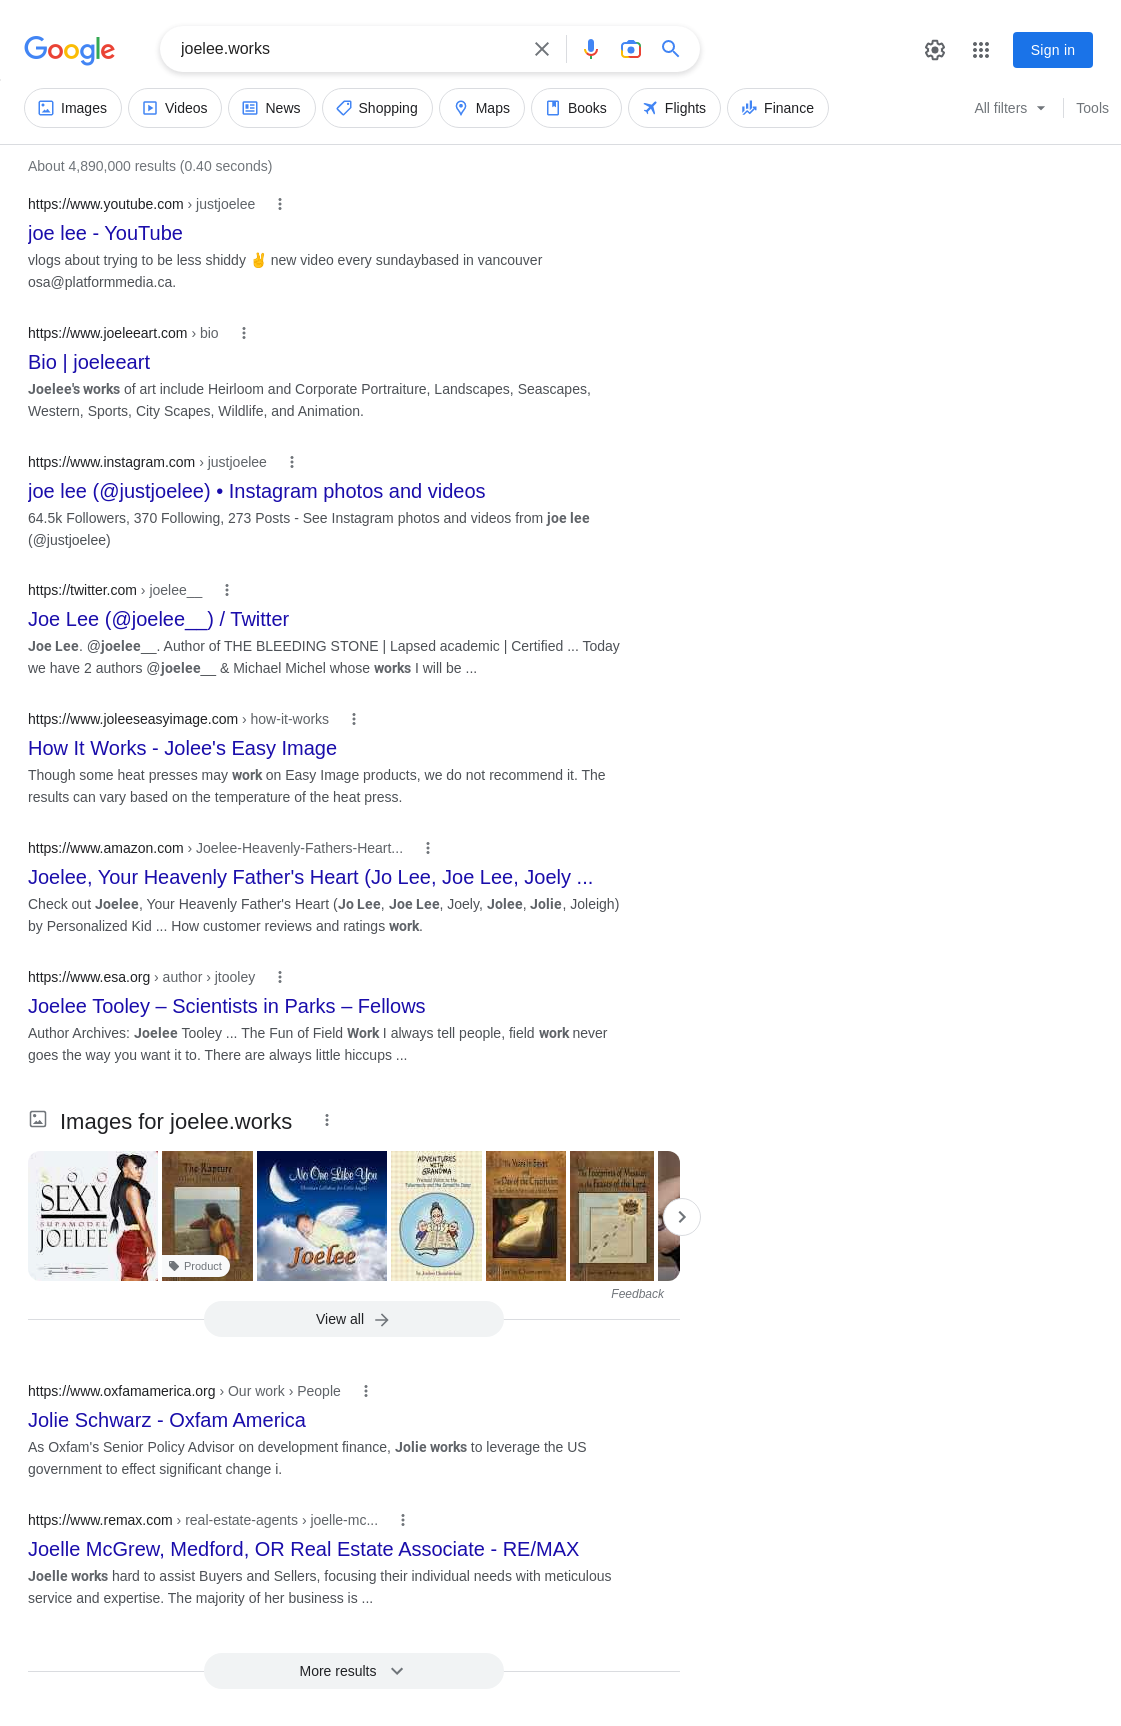 Google
joelee.works
Sign in
Images
Videos
News
Shopping
Maps
Books
Flights
Finance
All filters
Tools
About 4,890,000 results (0.40 seconds)
https://www.youtube.com › justjoelee
joe lee - YouTube
vlogs about trying to be less shiddy ✌ new video every sundaybased in vancouver
osa@platformmedia.ca.
https://www.joeleeart.com › bio
Bio | joeleeart
Joelee's works of art include Heirloom and Corporate Portraiture, Landscapes, Seascapes,
Western, Sports, City Scapes, Wildlife, and Animation.
https://www.instagram.com › justjoelee
joe lee (@justjoelee) • Instagram photos and videos
64.5k Followers, 370 Following, 273 Posts - See Instagram photos and videos from joe lee
(@justjoelee)
https://twitter.com › joelee__
Joe Lee (@joelee__) / Twitter
Joe Lee. @joelee__. Author of THE BLEEDING STONE | Lapsed academic | Certified ... Today
we have 2 authors @joelee__ & Michael Michel whose works I will be ...
https://www.joleeseasyimage.com › how-it-works
How It Works - Jolee's Easy Image
Though some heat presses may work on Easy Image products, we do not recommend it. The
results can vary based on the temperature of the heat press.
https://www.amazon.com › Joelee-Heavenly-Fathers-Heart...
Joelee, Your Heavenly Father's Heart (Jo Lee, Joe Lee, Joely ...
Check out Joelee, Your Heavenly Father's Heart (Jo Lee, Joe Lee, Joely, Jolee, Jolie, Joleigh)
by Personalized Kid ... How customer reviews and ratings work.
https://www.esa.org › author › jtooley
Joelee Tooley – Scientists in Parks – Fellows
Author Archives: Joelee Tooley ... The Fun of Field Work I always tell people, field work never
goes the way you want it to. There are always little hiccups ...
Images for joelee.works
SOO
SEXY
SUPAMODEL
JOELEE
The Rapture
Product
No One Like You
Joelee
ADVENTURES
WITH
GRANDMA
The Years In Egypt
and
The Footprints of Messiah
in the Feasts of the Lord
Feedback
View all
https://www.oxfamamerica.org › Our work › People
Jolie Schwarz - Oxfam America
As Oxfam's Senior Policy Advisor on development finance, Jolie works to leverage the US
government to effect significant change i.
https://www.remax.com › real-estate-agents › joelle-mc...
Joelle McGrew, Medford, OR Real Estate Associate - RE/MAX
Joelle works hard to assist Buyers and Sellers, focusing their individual needs with meticulous
service and expertise. The majority of her business is ...
More results